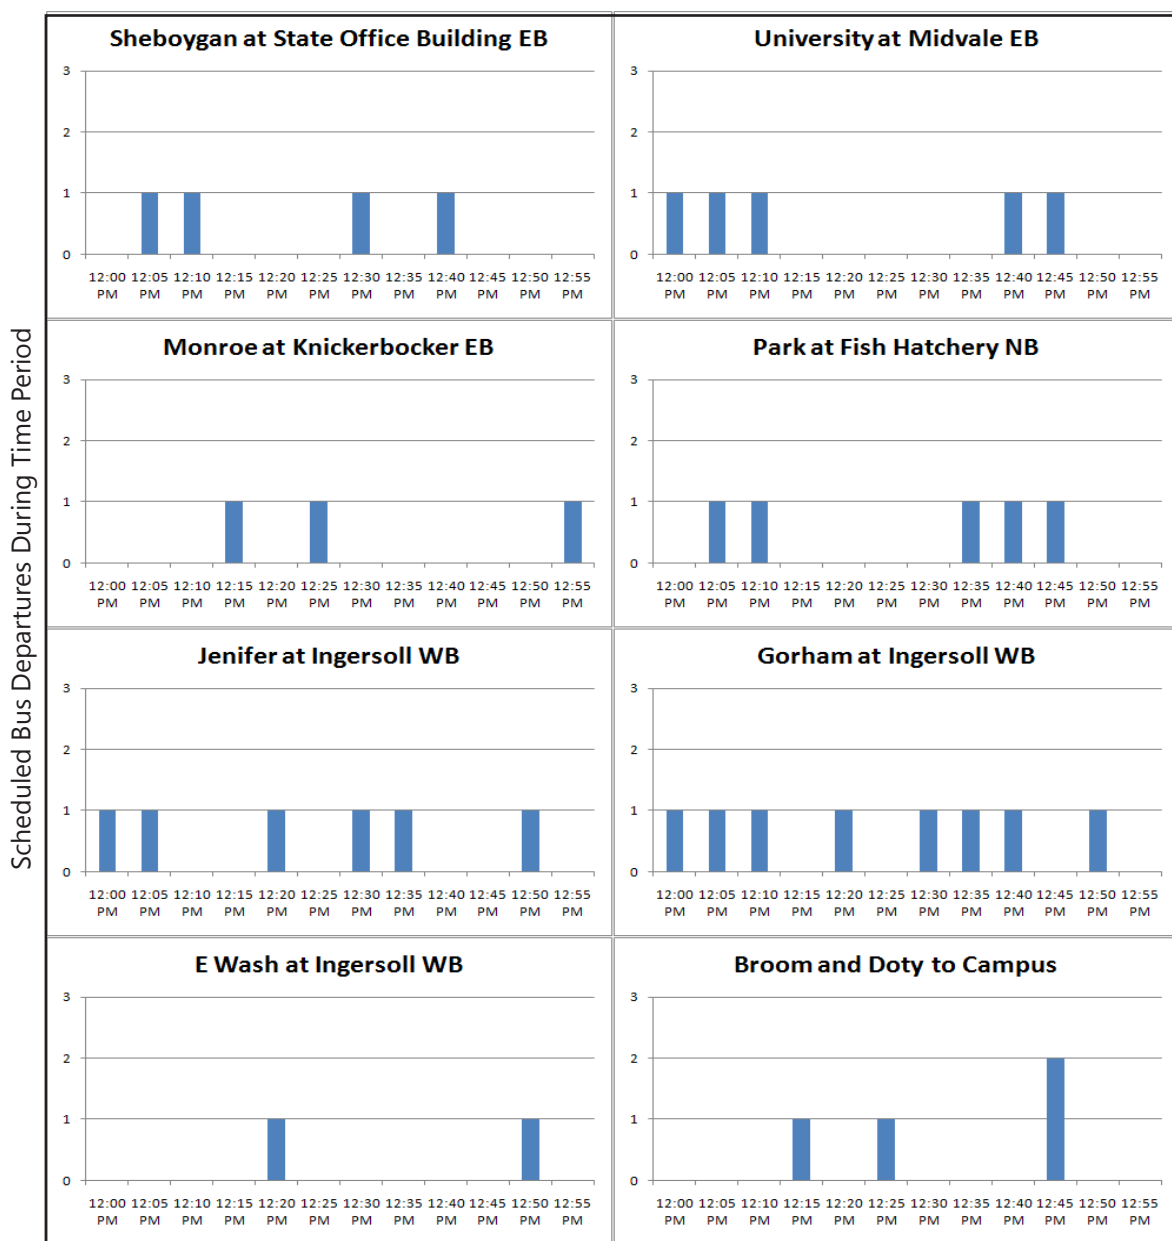 Scheduled Bus Departures During Time Period
Sheboygan at State Office Building EB
3
2
1
0
12:00 12:05 12:10 12:15 12:20 12:25 12:30 12:35 12:40 12:45 12:50 12:55
PM PM PM PM PM PM PM PM PM PM PM PM
University at Midvale EB
3
2
1
0
12:00 12:05 12:10 12:15 12:20 12:25 12:30 12:35 12:40 12:45 12:50 12:55
PM PM PM PM PM PM PM PM PM PM PM PM
Monroe at Knickerbocker EB
3
2
1
0
12:00 12:05 12:10 12:15 12:20 12:25 12:30 12:35 12:40 12:45 12:50 12:55
PM PM PM PM PM PM PM PM PM PM PM PM
Park at Fish Hatchery NB
3
2
1
0
12:00 12:05 12:10 12:15 12:20 12:25 12:30 12:35 12:40 12:45 12:50 12:55
PM PM PM PM PM PM PM PM PM PM PM PM
Jenifer at Ingersoll WB
3
2
1
0
12:00 12:05 12:10 12:15 12:20 12:25 12:30 12:35 12:40 12:45 12:50 12:55
PM PM PM PM PM PM PM PM PM PM PM PM
Gorham at Ingersoll WB
3
2
1
0
12:00 12:05 12:10 12:15 12:20 12:25 12:30 12:35 12:40 12:45 12:50 12:55
PM PM PM PM PM PM PM PM PM PM PM PM
E Wash at Ingersoll WB
3
2
1
0
12:00 12:05 12:10 12:15 12:20 12:25 12:30 12:35 12:40 12:45 12:50 12:55
PM PM PM PM PM PM PM PM PM PM PM PM
Broom and Doty to Campus
3
2
1
0
12:00 12:05 12:10 12:15 12:20 12:25 12:30 12:35 12:40 12:45 12:50 12:55
PM PM PM PM PM PM PM PM PM PM PM PM